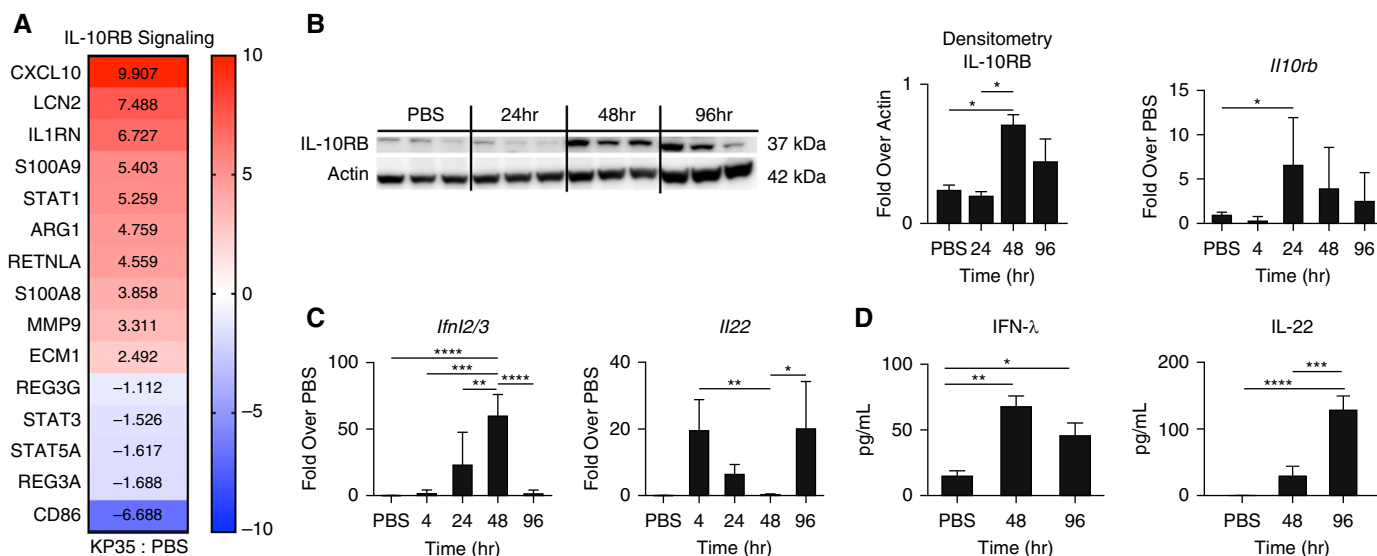 A
IL-10RB Signaling
CXCL10 9.907
LCN2 7.488
IL1RN 6.727
S100A9 5.403
STAT1 5.259
ARG1 4.759
RETNLA 4.559
S100A8 3.858
MMP9 3.311
ECM1 2.492
REG3G −1.112
STAT3 −1.526
STAT5A −1.617
REG3A −1.688
CD86 −6.688
KP35 : PBS
10
5
0
−5
−10
B
PBS 24hr 48hr 96hr
IL-10RB 37 kDa
Actin 42 kDa
Densitometry
IL-10RB
Fold Over Actin
1
0
* *
PBS 24 48 96
Time (hr)
Il10rb
Fold Over PBS
15
10
5
0
*
PBS 4 24 48 96
Time (hr)
C
Ifnl2/3
Fold Over PBS
100
50
0
****
***
** ****
PBS 4 24 48 96
Time (hr)
Il22
Fold Over PBS
40
20
0
** *
PBS 4 24 48 96
Time (hr)
D
IFN-λ
pg/mL
100
50
0
*
**
PBS 48 96
Time (hr)
IL-22
pg/mL
200
100
0
***
****
PBS 48 96
Time (hr)